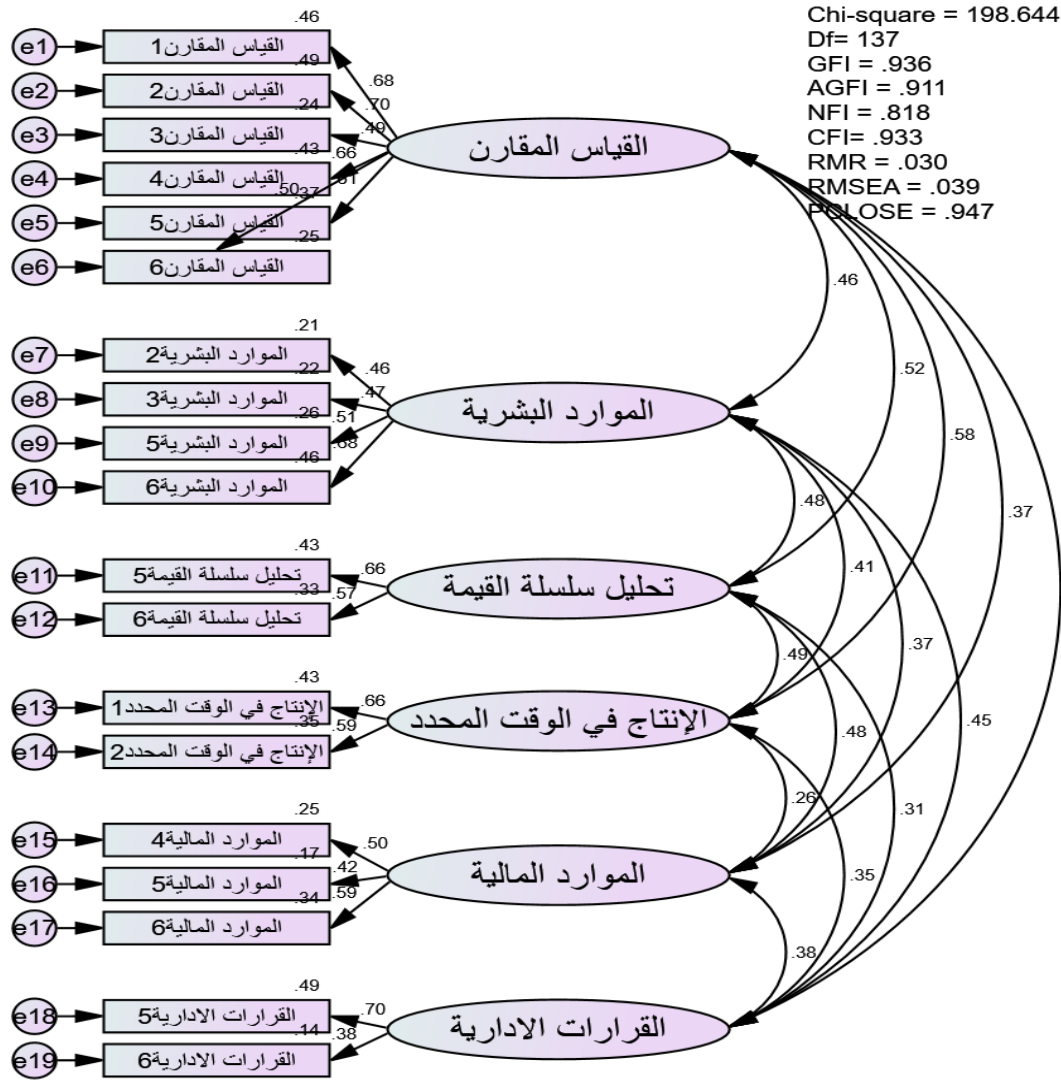 Chi-square = 198.644
Df= 137
GFI = .936
AGFI = .911
NFI = .818
CFI= .933
RMR = .030
RMSEA = .039
PCLOSE = .947
.46
e1
القياس المقارن1
.68
.49
e2
القياس المقارن2
.70
.24
e3
القياس المقارن3
.49
.43
e4
القياس المقارن4
.66
.37
e5
القياس المقارن5
.61
.25
e6
القياس المقارن6
.50
القياس المقارن
.21
e7
الموارد البشرية2
.46
.22
e8
الموارد البشرية3
.47
.26
e9
الموارد البشرية5
.51
.46
e10
الموارد البشرية6
.68
الموارد البشرية
.43
e11
تحليل سلسلة القيمة5
.66
.33
e12
تحليل سلسلة القيمة6
.57
تحليل سلسلة القيمة
.43
e13
الإنتاج في الوقت المحدد1
.66
.35
e14
الإنتاج في الوقت المحدد2
.59
الإنتاج في الوقت المحدد
.25
e15
الموارد المالية4
.50
.17
e16
الموارد المالية5
.42
.34
e17
الموارد المالية6
.59
الموارد المالية
.49
e18
القرارات الادارية5
.70
.14
e19
القرارات الادارية6
.38
القرارات الادارية
.46
.52
.58
.37
.48
.41
.37
.45
.49
.48
.31
.26
.35
.38